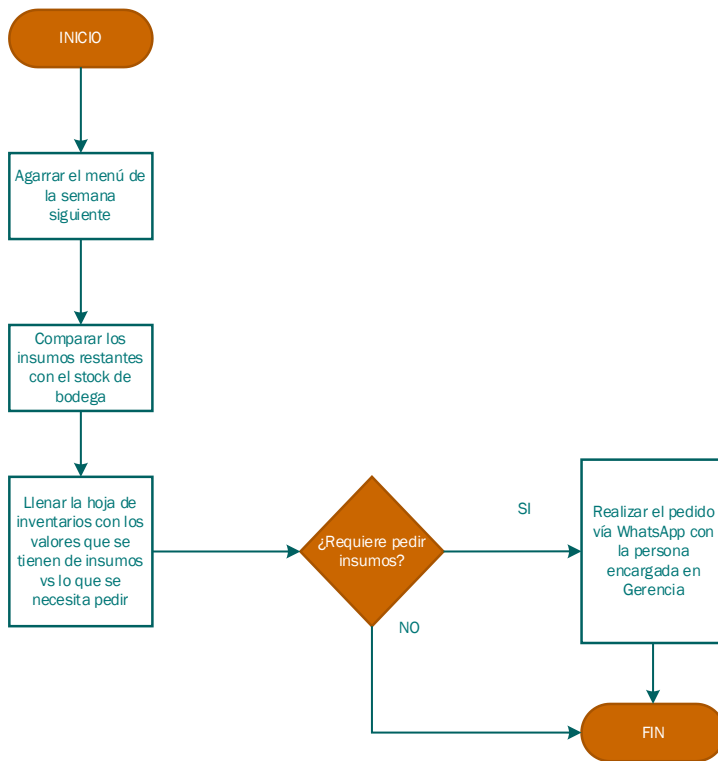 INICIO
Agarrar el menú de
la semana
siguiente
Comparar los
insumos restantes
con el stock de
bodega
Llenar la hoja de
inventarios con los
valores que se
tienen de insumos
vs lo que se
necesita pedir
¿Requiere pedir
insumos?
SI
NO
Realizar el pedido
vía WhatsApp con
la persona
encargada en
Gerencia
FIN